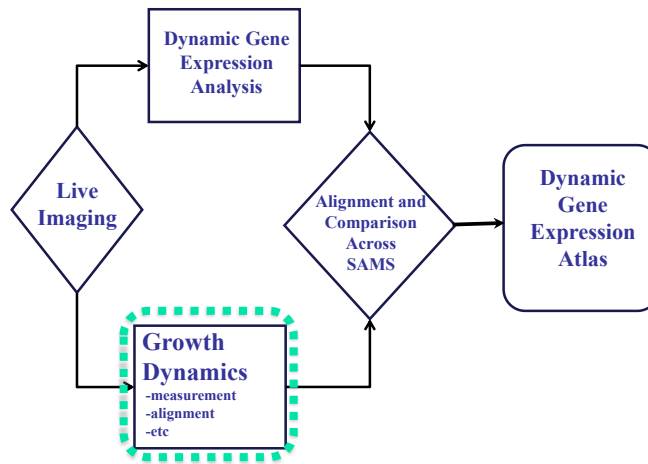 Dynamic Gene
Expression
Analysis
Live
Imaging
Growth
Dynamics
-measurement
-alignment
-etc
Alignment and
Comparison
Across
SAMS
Dynamic
Gene
Expression
Atlas